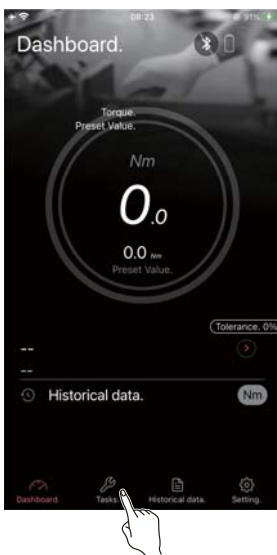 08:23
91%
Dashboard.
Torque.
Preset Value.
Nm
0.0
0.0 Nm
Preset Value.
Tolerance. 0%
--
--
Historical data.
Nm
Dashboard.
Tasks.
Historical data.
Setting.